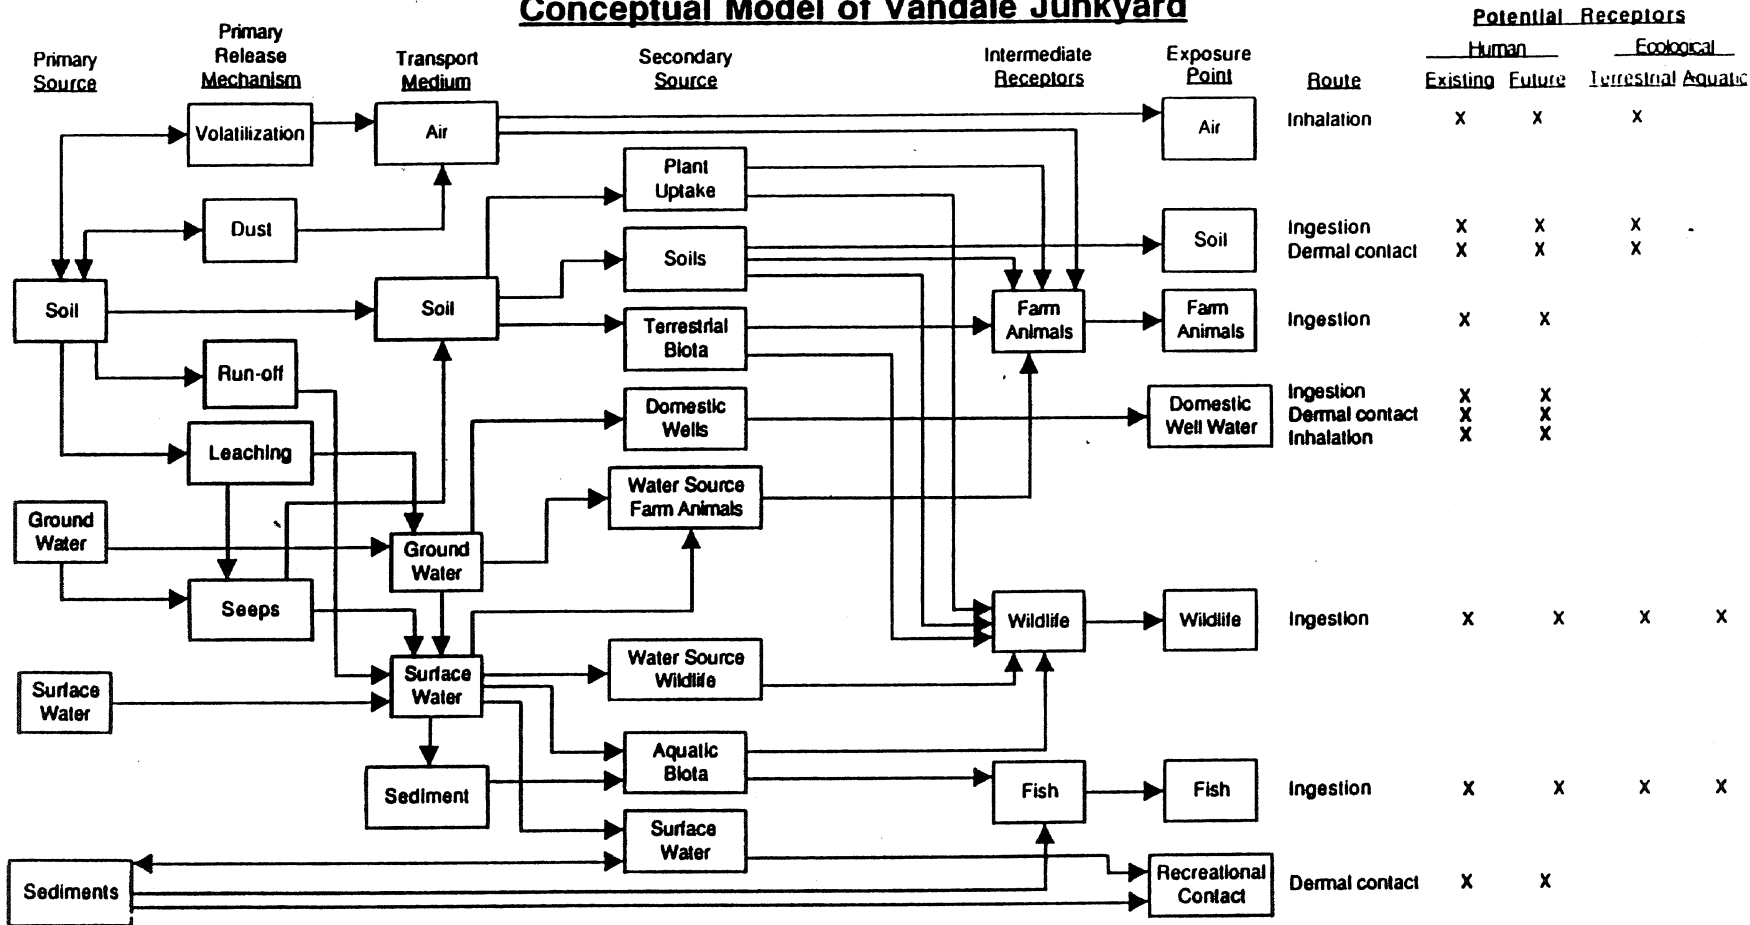 Conceptual Model of Vandale Junkyard
Potential Receptors
Human Ecological
Primary
Source
Primary
Release
Mechanism
Transport
Medium
Secondary
Source
Intermediate
Receptors
Exposure
Point
Route
Existing Future Terrestrial Aquatic
Volatilization
Air
Air
Inhalation X X X
Plant
Uptake
Dust
Soils
Soil
Ingestion X X X
Dermal contact X X X
Soil
Soil
Terrestrial
Biota
Farm
Animals
Farm
Animals
Ingestion X X
Run-off
Domestic
Wells
Domestic
Well Water
Ingestion X X
Dermal contact X X
Inhalation X X
Leaching
Water Source
Farm Animals
Ground
Water
Ground
Water
Seeps
Wildlife
Wildlife
Ingestion X X X X
Surface
Water
Surface
Water
Water Source
Wildlife
Sediment
Aquatic
Biota
Fish
Fish
Ingestion X X X X
Surface
Water
Sediments
Recreational
Contact
Dermal contact X X